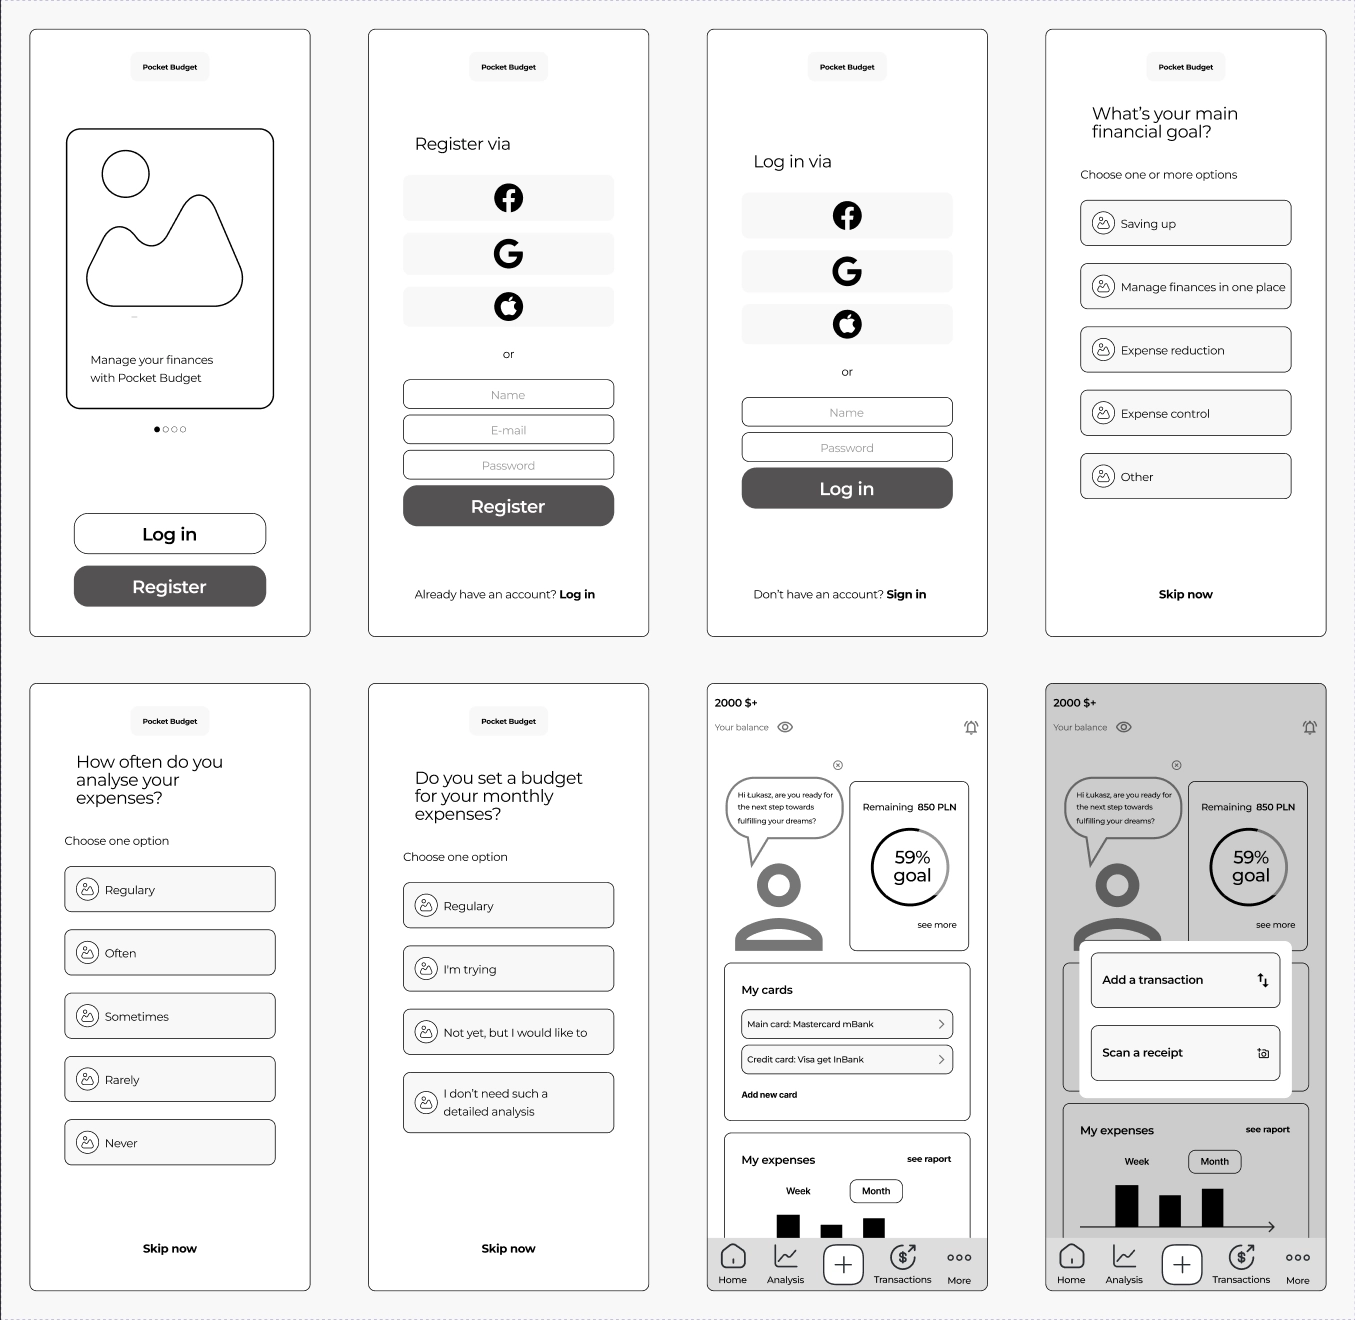 Pocket Budget
Manage your finances
with Pocket Budget
Log in
Register
Pocket Budget
Register via
or
Name
E-mail
Password
Register
Already have an account? Log in
Pocket Budget
Log in via
or
Name
Password
Log in
Don't have an account? Sign in
Pocket Budget
What's your main
financial goal?
Choose one or more options
Saving up
Manage finances in one place
Expense reduction
Expense control
Other
Skip now
Pocket Budget
How often do you
analyse your
expenses?
Choose one option
Regulary
Often
Sometimes
Rarely
Never
Skip now
Pocket Budget
Do you set a budget
for your monthly
expenses?
Choose one option
Regulary
I'm trying
Not yet, but I would like to
I don't need such a
detailed analysis
Skip now
2000 $+
Your balance
Hi Łukasz, are you ready for
the next step towards
fulfilling your dreams?
Remaining 850 PLN
59%
goal
see more
My cards
Main card: Mastercard mBank
Credit card: Visa get InBank
Add new card
My expenses see raport
Week Month
Home Analysis Transactions More
2000 $+
Your balance
Hi Łukasz, are you ready for
the next step towards
fulfilling your dreams?
Remaining 850 PLN
59%
goal
see more
Add a transaction
Scan a receipt
My expenses see raport
Week Month
Home Analysis Transactions More